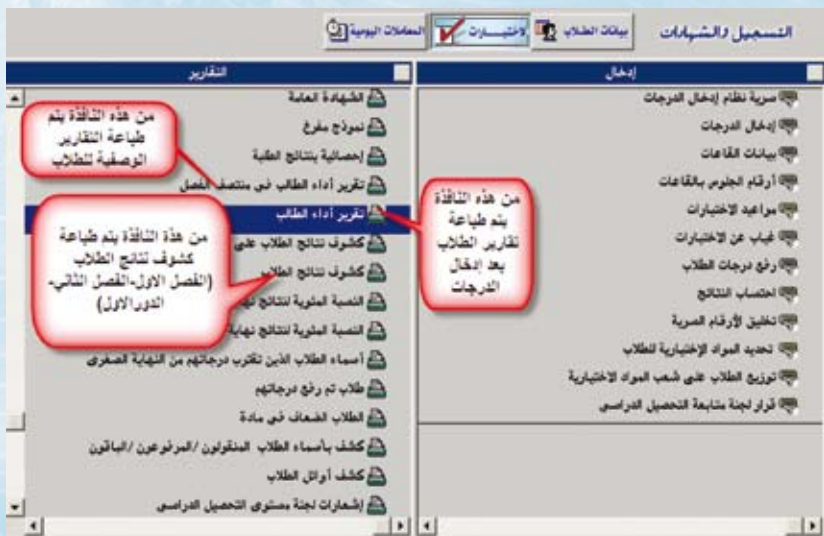 التسجيل والشهادات
بيانات الطلاب
الاختبارات
المعاملات اليومية
إدخال
سرية نظام إدخال الدرجات
إدخال الدرجات
بيانات القاعات
أرقام الجلوس بالقاعات
مواعيد الاختبارات
غياب عن الاختبارات
رفع درجات الطلاب
احتساب النتائج
تخليق الأرقام السرية
تحديد المواد الإختيارية للطلاب
توزيع الطلاب على شعب المواد الاختيارية
قرار لجنة متابعة التحصيل الدراسي
التقارير
الشهادة العامة
نموذج مفرغ
إحصائية بنتائج الطلبة
تقرير أداء الطالب في منتصف الفصل
تقرير أداء الطالب
كشوف نتائج الطلاب على
كشوف نتائج الطلاب
النسبة المئوية لنتائج نهاية
النسبة المئوية لنتائج نهاية
أسماء الطلاب الذين تقترب درجاتهم من النهاية الصغرى
طلاب تم رفع درجاتهم
الطلاب الضعاف في مادة
كشف بأسماء الطلاب المنقولون /المرفوعون /الباقون
كشف أوائل الطلاب
إشعارات لجنة مستوى التحصيل الدراسي
من هذه النافذة يتم
طباعة التقارير
الوصفية للطلاب
من هذه النافذة
يتم طباعة
تقارير الطلاب
بعد إدخال
الدرجات
من هذة النافذة يتم طباعة
كشوف نتائج الطلاب
(الفصل الاول-الفصل الثاني-
الدورالاول)